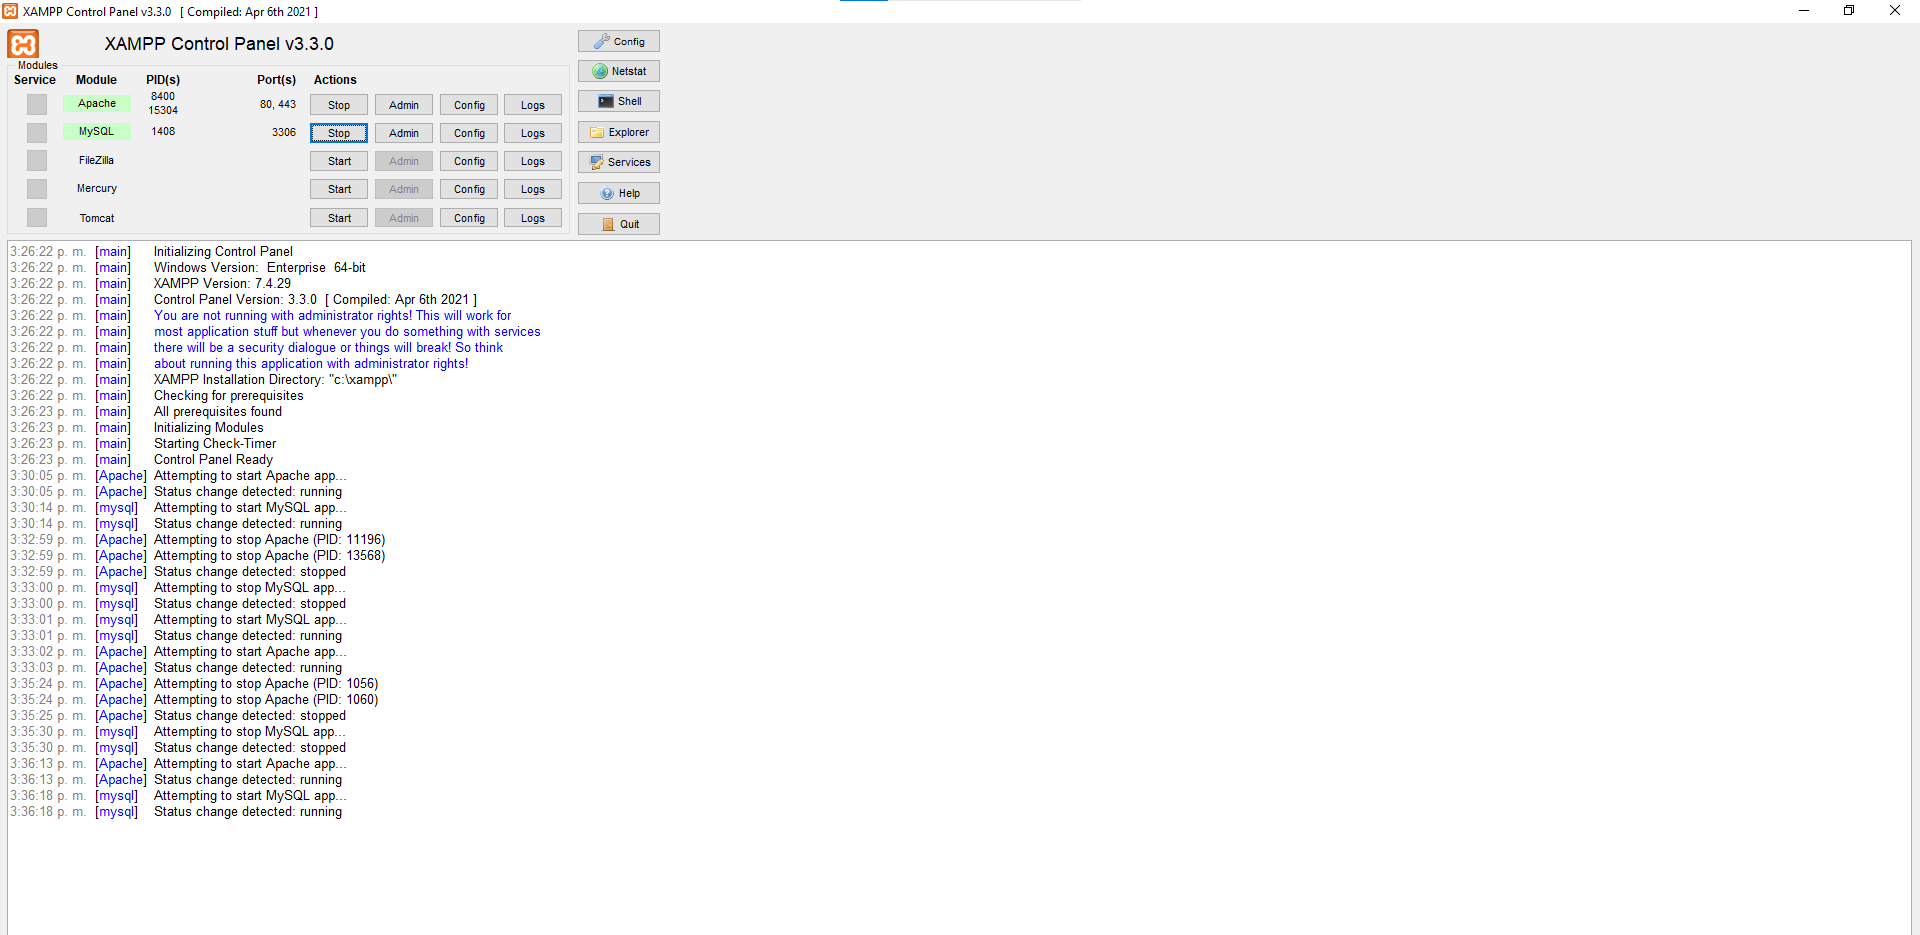 XAMPP Control Panel v3.3.0 [ Compiled: Apr 6th 2021 ]
XAMPP Control Panel v3.3.0
Modules
Service Module PID(s) Port(s) Actions
Apache 8400 15304 80, 443 Stop Admin Config Logs
MySQL 1408 3306 Stop Admin Config Logs
FileZilla Start Admin Config Logs
Mercury Start Admin Config Logs
Tomcat Start Admin Config Logs
Config
Netstat
Shell
Explorer
Services
Help
Quit
3:26:22 p. m. [main] Initializing Control Panel
3:26:22 p. m. [main] Windows Version: Enterprise 64-bit
3:26:22 p. m. [main] XAMPP Version: 7.4.29
3:26:22 p. m. [main] Control Panel Version: 3.3.0 [ Compiled: Apr 6th 2021 ]
3:26:22 p. m. [main] You are not running with administrator rights! This will work for
3:26:22 p. m. [main] most application stuff but whenever you do something with services
3:26:22 p. m. [main] there will be a security dialogue or things will break! So think
3:26:22 p. m. [main] about running this application with administrator rights!
3:26:22 p. m. [main] XAMPP Installation Directory: "c:\xampp\"
3:26:22 p. m. [main] Checking for prerequisites
3:26:23 p. m. [main] All prerequisites found
3:26:23 p. m. [main] Initializing Modules
3:26:23 p. m. [main] Starting Check-Timer
3:26:23 p. m. [main] Control Panel Ready
3:30:05 p. m. [Apache] Attempting to start Apache app...
3:30:05 p. m. [Apache] Status change detected: running
3:30:14 p. m. [mysql] Attempting to start MySQL app...
3:30:14 p. m. [mysql] Status change detected: running
3:32:59 p. m. [Apache] Attempting to stop Apache (PID: 11196)
3:32:59 p. m. [Apache] Attempting to stop Apache (PID: 13568)
3:32:59 p. m. [Apache] Status change detected: stopped
3:33:00 p. m. [mysql] Attempting to stop MySQL app...
3:33:00 p. m. [mysql] Status change detected: stopped
3:33:01 p. m. [mysql] Attempting to start MySQL app...
3:33:01 p. m. [mysql] Status change detected: running
3:33:02 p. m. [Apache] Attempting to start Apache app...
3:33:03 p. m. [Apache] Status change detected: running
3:35:24 p. m. [Apache] Attempting to stop Apache (PID: 1056)
3:35:24 p. m. [Apache] Attempting to stop Apache (PID: 1060)
3:35:25 p. m. [Apache] Status change detected: stopped
3:35:30 p. m. [mysql] Attempting to stop MySQL app...
3:35:30 p. m. [mysql] Status change detected: stopped
3:36:13 p. m. [Apache] Attempting to start Apache app...
3:36:13 p. m. [Apache] Status change detected: running
3:36:18 p. m. [mysql] Attempting to start MySQL app...
3:36:18 p. m. [mysql] Status change detected: running